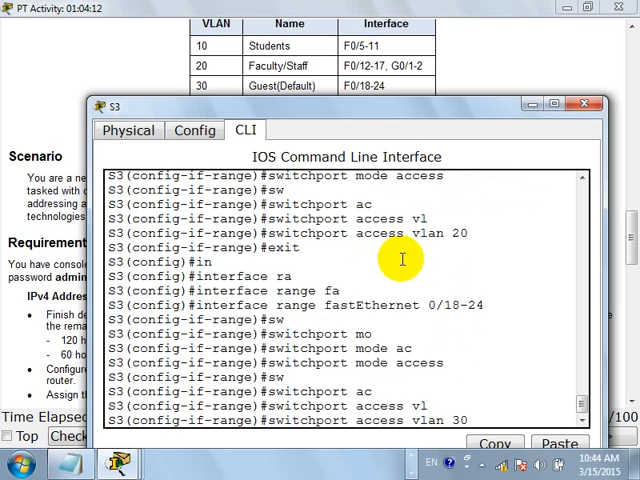 PT Activity: 01:04:12
VLAN Name Interface
10 Students F0/5-11
20 Faculty/Staff F0/12-17, G0/1-2
30 Guest(Default) F0/18-24
S3
Physical Config CLI
IOS Command Line Interface
S3(config-if-range)#switchport mode access
S3(config-if-range)#sw
S3(config-if-range)#switchport ac
S3(config-if-range)#switchport access vl
S3(config-if-range)#switchport access vlan 20
S3(config-if-range)#exit
S3(config)#in
S3(config)#interface ra
S3(config)#interface range fa
S3(config)#interface range fastEthernet 0/18-24
S3(config-if-range)#sw
S3(config-if-range)#switchport mo
S3(config-if-range)#switchport mode ac
S3(config-if-range)#switchport mode access
S3(config-if-range)#sw
S3(config-if-range)#switchport ac
S3(config-if-range)#switchport access vl
S3(config-if-range)#switchport access vlan 30
Copy Paste
Scenario
You are a ne
tasked with
addressing a
technologies
Requirement
You have consol
password admin
IPv4 Addres
Finish de
the rema
- 120 h
- 60 ho
Configure
router.
Assign th
Time Elapsed
/100
Top Check
EN
10:44 AM
3/15/2015